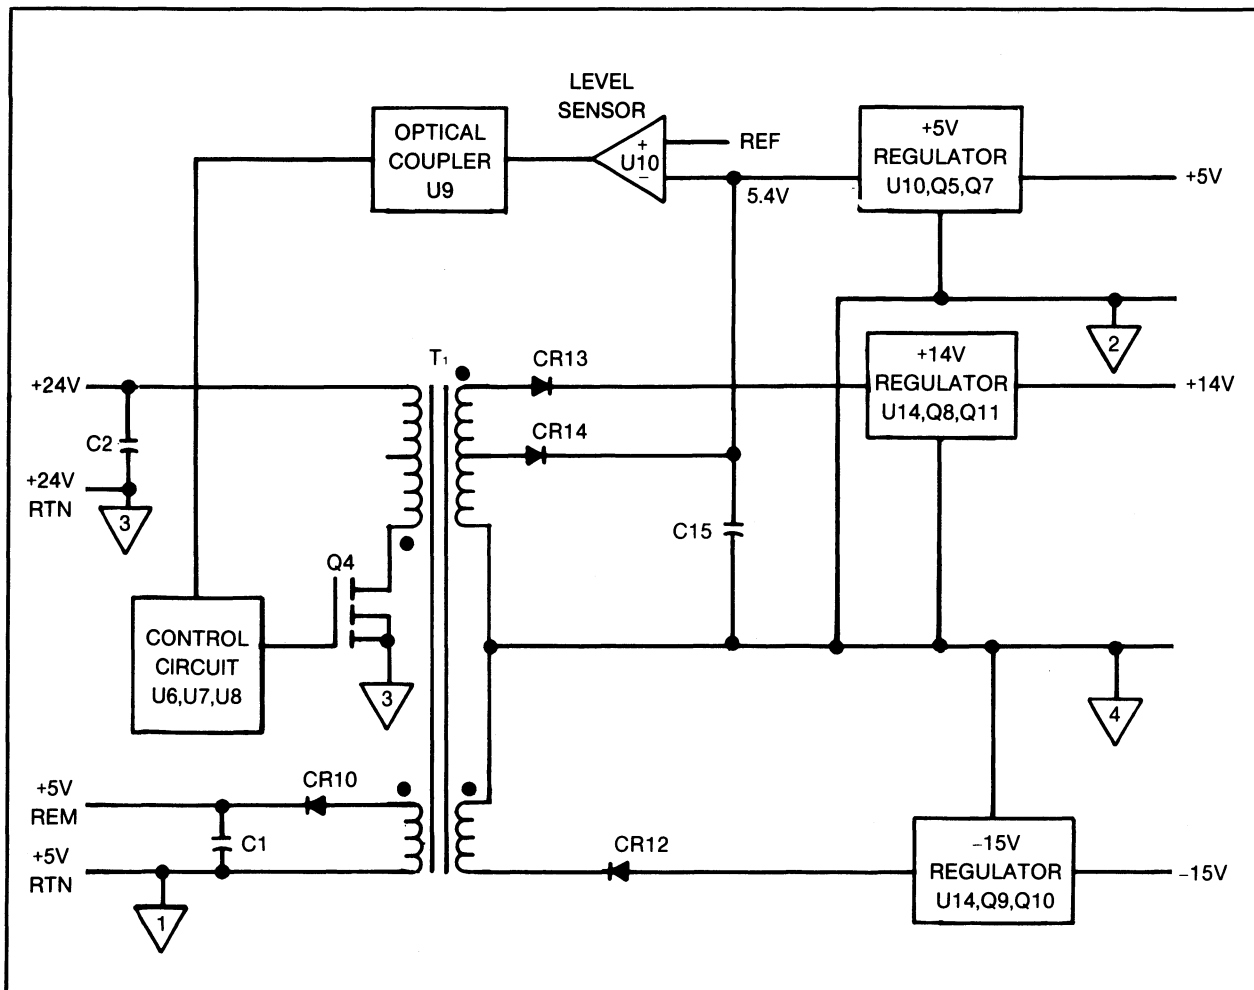 LEVEL
SENSOR
OPTICAL
COUPLER
U9
+
U10
−
REF
5.4V
+5V
REGULATOR
U10,Q5,Q7
+5V
2
T1
CR13
+14V
REGULATOR
U14,Q8,Q11
+14V
+24V
C2
+24V
RTN
3
CR14
C15
Q4
CONTROL
CIRCUIT
U6,U7,U8
3
4
+5V
REM
CR10
C1
+5V
RTN
1
CR12
−15V
REGULATOR
U14,Q9,Q10
−15V